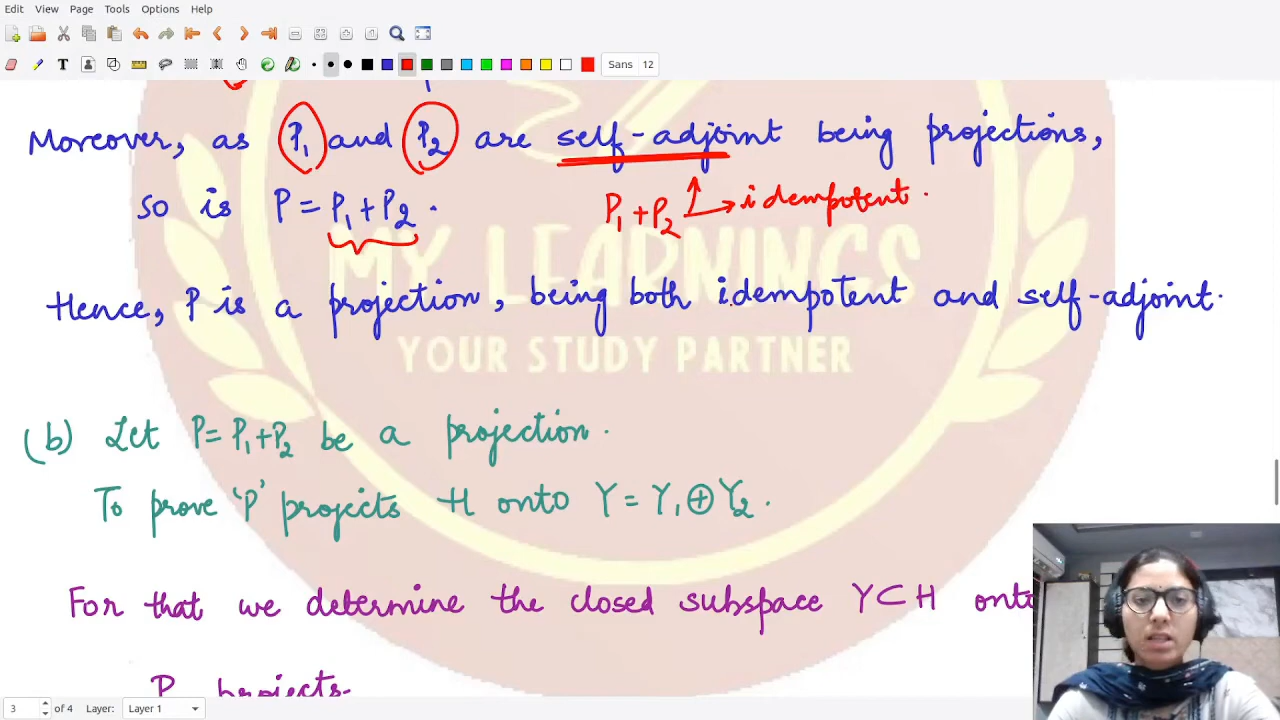 Edit View Page Tools Options Help
Sans 12
Moreover, as P₁ and P₂ are self-adjoint being projections,
so is P = P₁ + P₂.
P₁ + P₂ idempotent.
Hence, P is a projection, being both idempotent and self-adjoint.
MY LEARNINGS
YOUR STUDY PARTNER
(b) Let P = P₁ + P₂ be a projection.
To prove 'P' projects H onto Y = Y₁ ⊕ Y₂.
For that we determine the closed subspace Y ⊂ H onto
P projects.
3 of 4 Layer: Layer 1